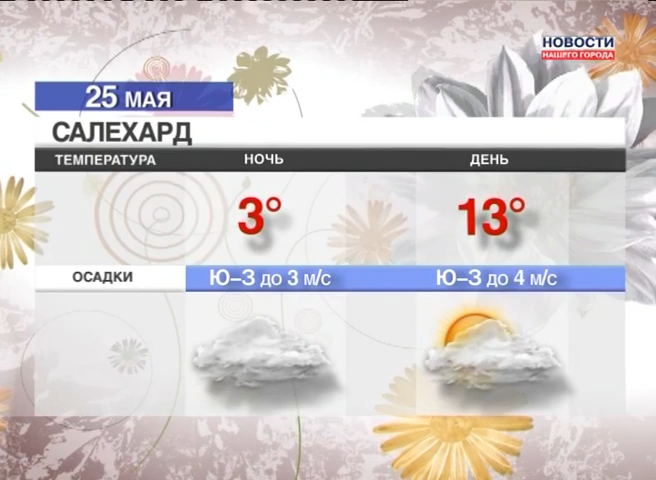 НОВОСТИ
НАШЕГО ГОРОДА
25 МАЯ
САЛЕХАРД
ТЕМПЕРАТУРА НОЧЬ ДЕНЬ
3° 13°
ОСАДКИ Ю–З ДО 3 М/С Ю–З ДО 4 М/С